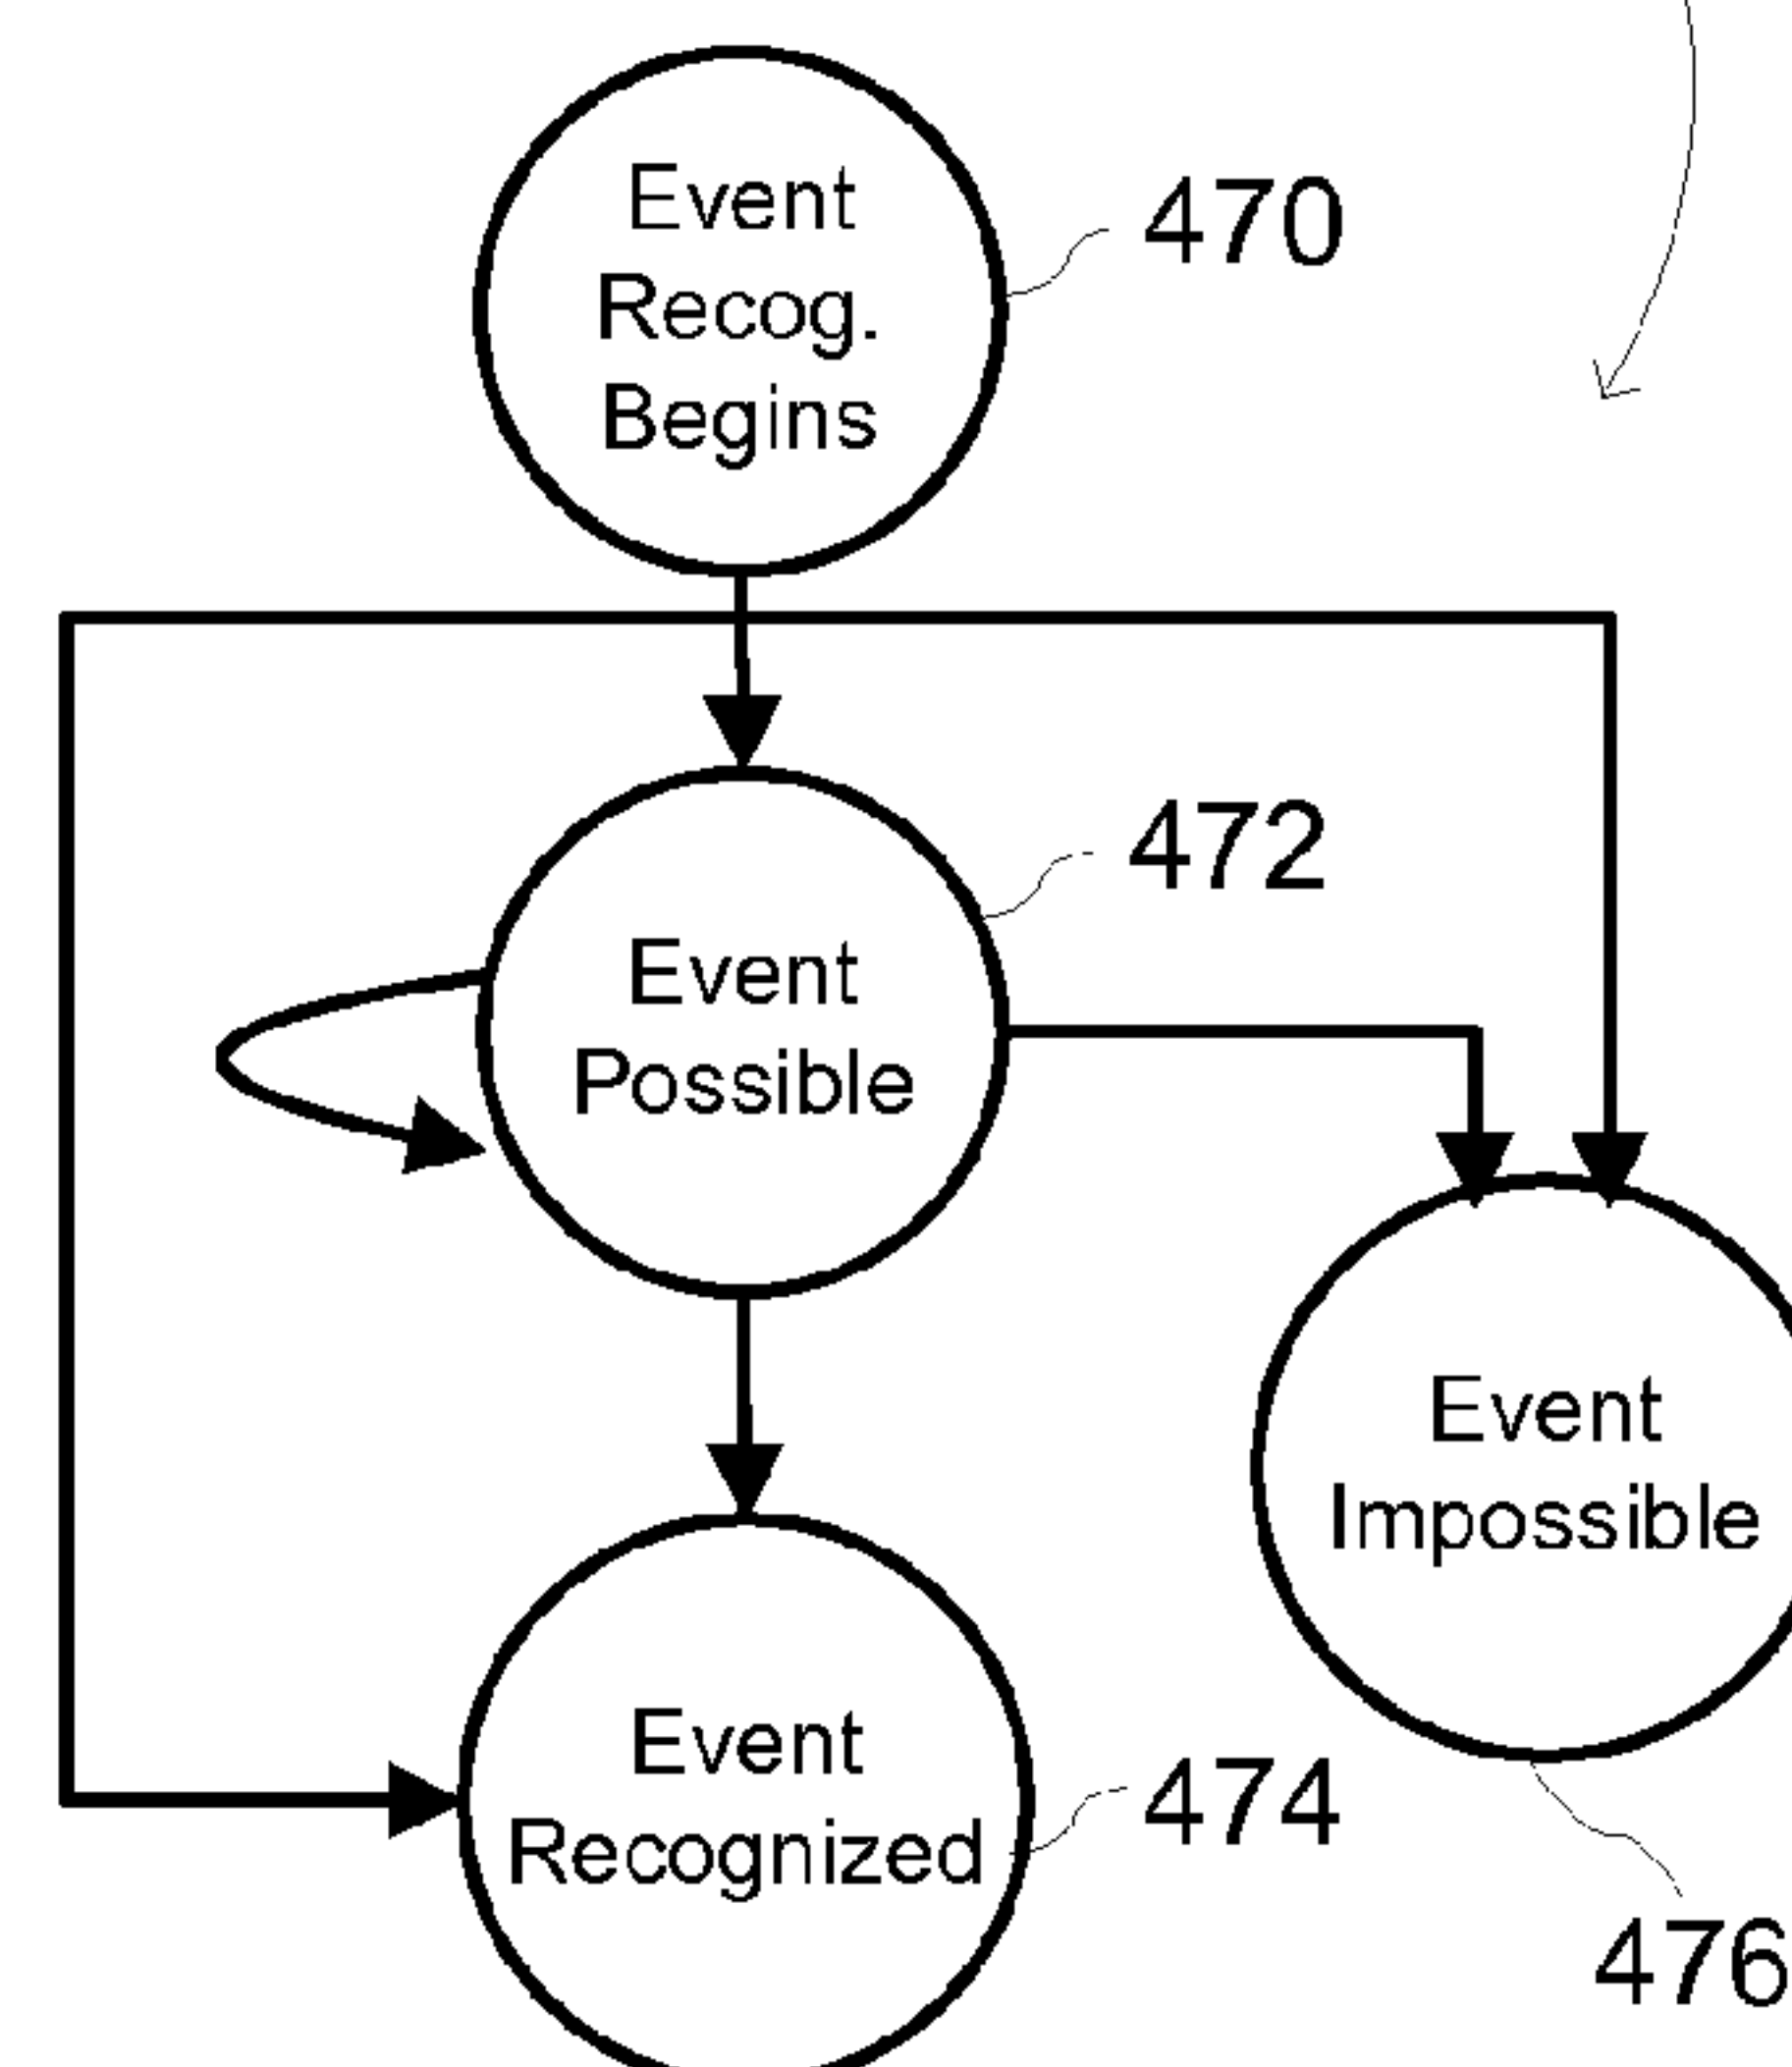 Event
Recog.
Begins
470
472
Event
Possible
Event
Impossible
Event
Recognized
474
476